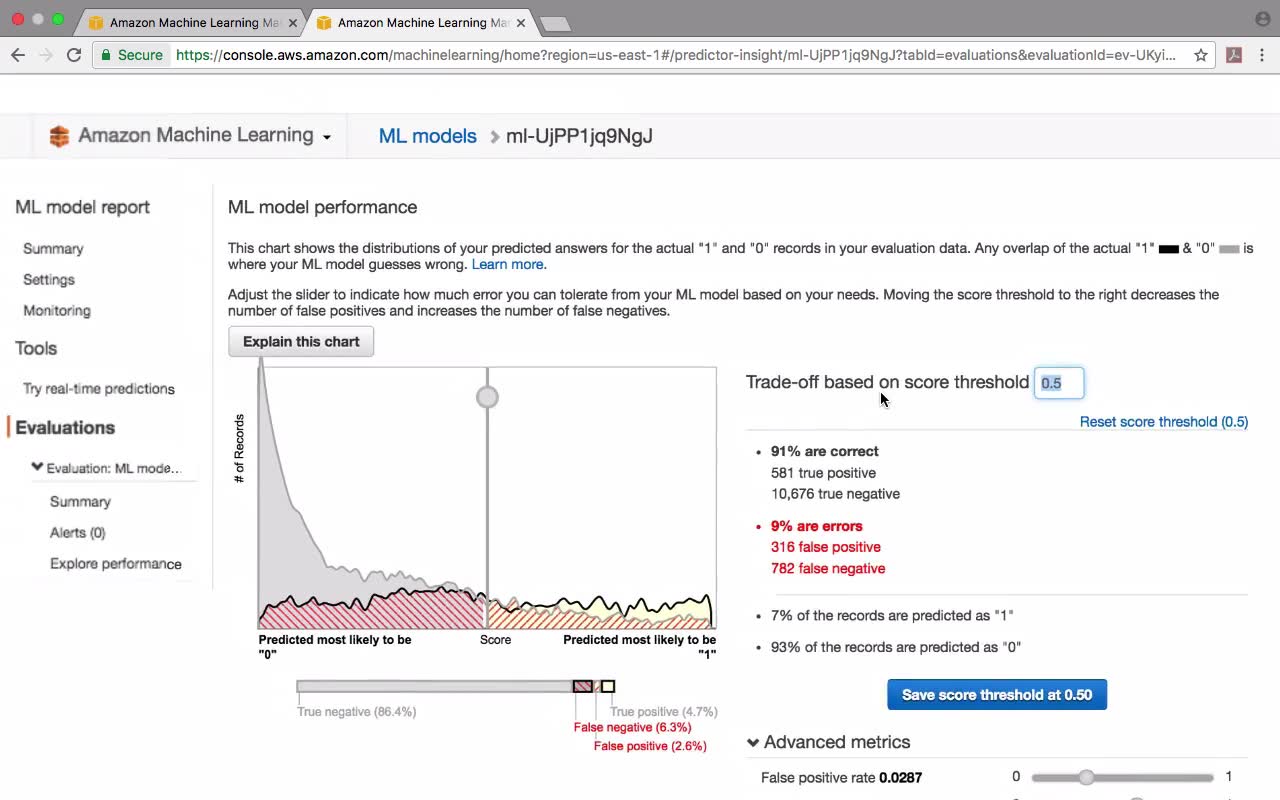 Amazon Machine Learning Ma
Amazon Machine Learning Ma
Secure
https://console.aws.amazon.com/machinelearning/home?region=us-east-1#/predictor-insight/ml-UjPP1jq9NgJ?tabId=evaluations&evaluationId=ev-UKyi...
Amazon Machine Learning
ML models > ml-UjPP1jq9NgJ
ML model report
Summary
Settings
Monitoring
Tools
Try real-time predictions
Evaluations
Evaluation: ML mode...
Summary
Alerts (0)
Explore performance
ML model performance
This chart shows the distributions of your predicted answers for the actual "1" and "0" records in your evaluation data. Any overlap of the actual "1" & "0" is
where your ML model guesses wrong. Learn more.
Adjust the slider to indicate how much error you can tolerate from your ML model based on your needs. Moving the score threshold to the right decreases the
number of false positives and increases the number of false negatives.
Explain this chart
# of Records
Predicted most likely to be
"0"
Score
Predicted most likely to be
"1"
True negative (86.4%)
True positive (4.7%)
False negative (6.3%)
False positive (2.6%)
Trade-off based on score threshold 0.5
Reset score threshold (0.5)
• 91% are correct
581 true positive
10,676 true negative
• 9% are errors
316 false positive
782 false negative
• 7% of the records are predicted as "1"
• 93% of the records are predicted as "0"
Save score threshold at 0.50
Advanced metrics
False positive rate 0.0287
0
1